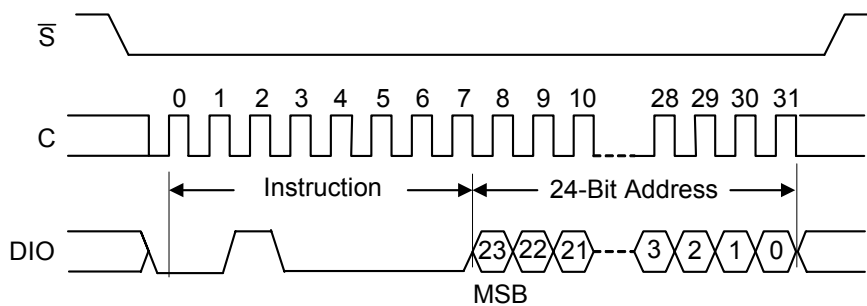 S̅
0 1 2 3 4 5 6 7 8 9 10 28 29 30 31
C
Instruction 24-Bit Address
DIO 23 22 21 3 2 1 0
MSB